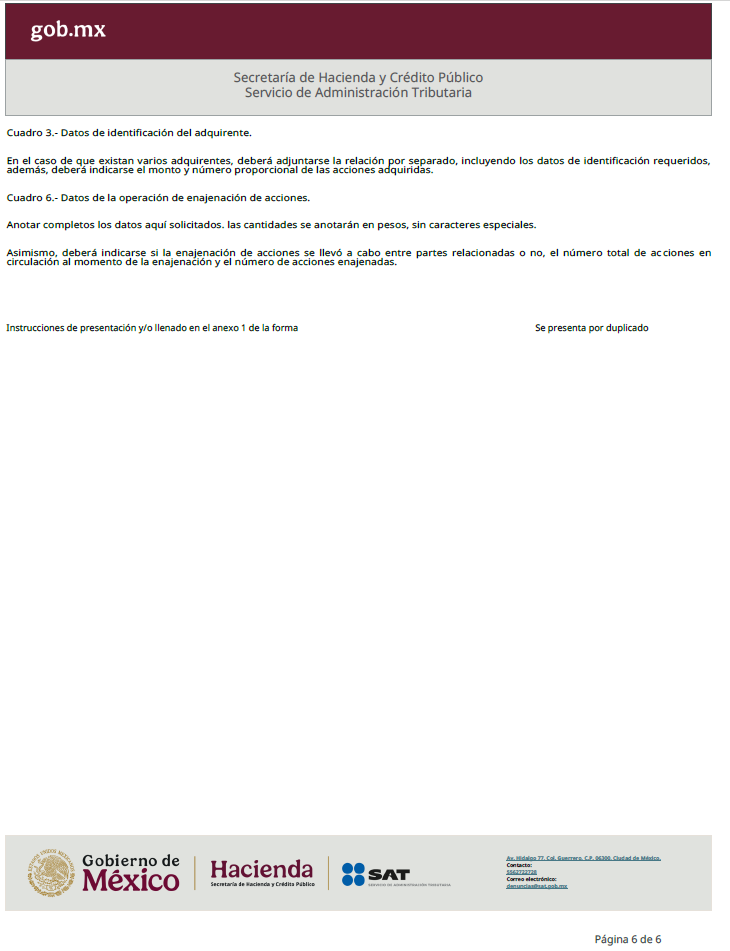 gob.mx
Secretaría de Hacienda y Crédito Público
Servicio de Administración Tributaria
Cuadro 3.- Datos de identificación del adquirente.
En el caso de que existan varios adquirentes, deberá adjuntarse la relación por separado, incluyendo los datos de identificación requeridos,
además, deberá indicarse el monto y número proporcional de las acciones adquiridas.
Cuadro 6.- Datos de la operación de enajenación de acciones.
Anotar completos los datos aquí solicitados. las cantidades se anotarán en pesos, sin caracteres especiales.
Asimismo, deberá indicarse si la enajenación de acciones se llevó a cabo entre partes relacionadas o no, el número total de acciones en
circulación al momento de la enajenación y el número de acciones enajenadas.
Instrucciones de presentación y/o llenado en el anexo 1 de la forma
Se presenta por duplicado
ESTADOS UNIDOS MEXICANOS
Gobierno de
México
Hacienda
Secretaría de Hacienda y Crédito Público
SAT
SERVICIO DE ADMINISTRACIÓN TRIBUTARIA
Av. Hidalgo 77, Col. Guerrero, C.P. 06300, Ciudad de México.
Contacto:
5562722728
Correo electrónico:
denuncias@sat.gob.mx
Página 6 de 6